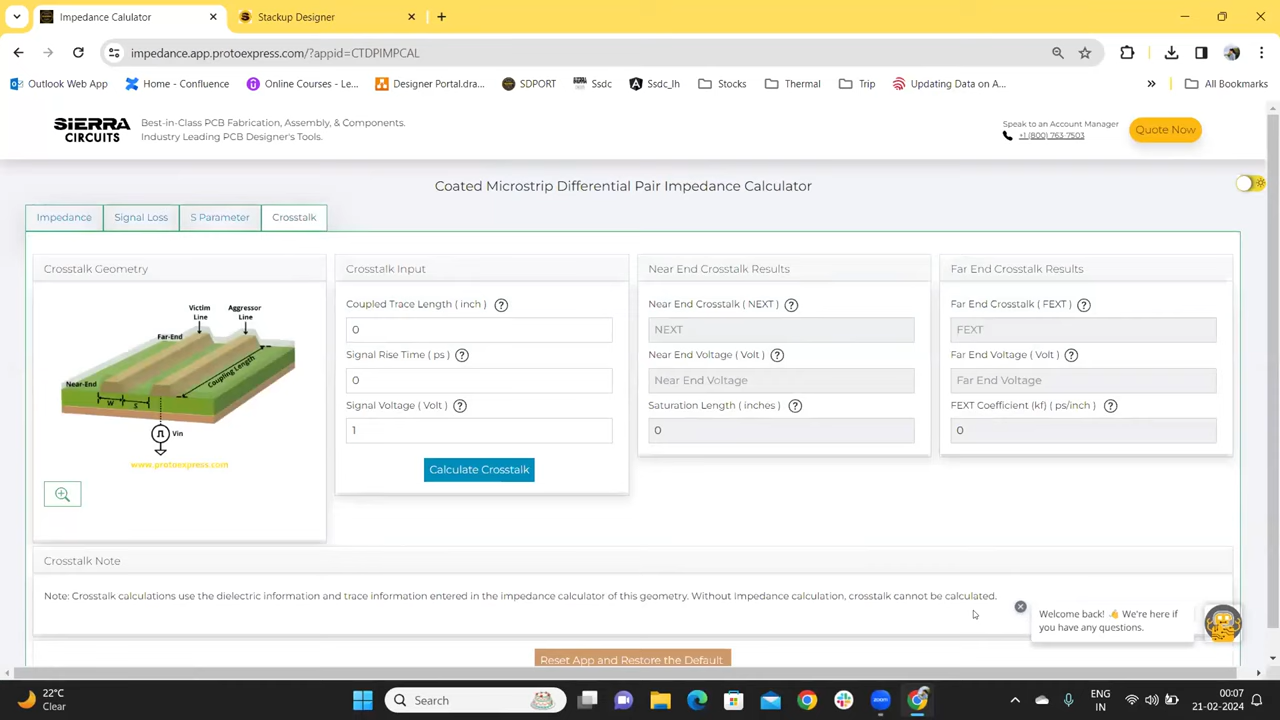 Impedance Calulator
Stackup Designer
impedance.app.protoexpress.com/?appid=CTDPIMPCAL
Outlook Web App
Home - Confluence
Online Courses - Le...
Designer Portal.dra...
SDPORT
Ssdc
Ssdc_lh
Stocks
Thermal
Trip
Updating Data on A...
»
All Bookmarks
SIERRA
CIRCUITS
Best-in-Class PCB Fabrication, Assembly, & Components.
Industry Leading PCB Designer's Tools.
Speak to an Account Manager
+1 (800) 763-7503
Quote Now
Coated Microstrip Differential Pair Impedance Calculator
Impedance
Signal Loss
S Parameter
Crosstalk
Crosstalk Geometry
Victim
Line
Aggressor
Line
Far-End
Coupling Length
Near-End
W
S
Vin
www.protoexpress.com
Crosstalk Input
Coupled Trace Length ( inch ) ?
0
Signal Rise Time ( ps ) ?
0
Signal Voltage ( Volt ) ?
1
Calculate Crosstalk
Near End Crosstalk Results
Near End Crosstalk ( NEXT ) ?
NEXT
Near End Voltage ( Volt ) ?
Near End Voltage
Saturation Length ( inches ) ?
0
Far End Crosstalk Results
Far End Crosstalk ( FEXT ) ?
FEXT
Far End Voltage ( Volt ) ?
Far End Voltage
FEXT Coefficient (kf) ( ps/inch ) ?
0
Crosstalk Note
Note: Crosstalk calculations use the dielectric information and trace information entered in the impedance calculator of this geometry. Without Impedance calculation, crosstalk cannot be calculated.
Welcome back! 👋 We're here if
you have any questions.
Reset App and Restore the Default
22°C
Clear
Search
zoom
ENG
IN
00:07
21-02-2024